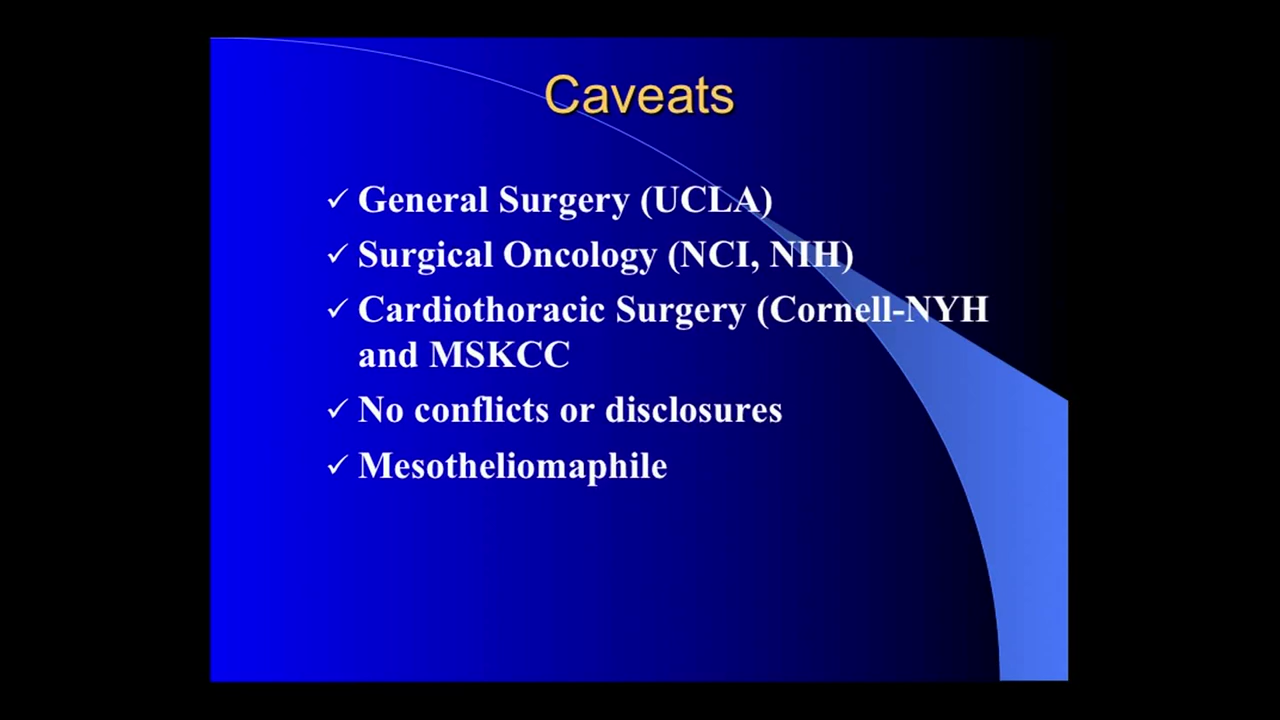 Caveats
✓ General Surgery (UCLA)
✓ Surgical Oncology (NCI, NIH)
✓ Cardiothoracic Surgery (Cornell-NYH
and MSKCC
✓ No conflicts or disclosures
✓ Mesotheliomaphile